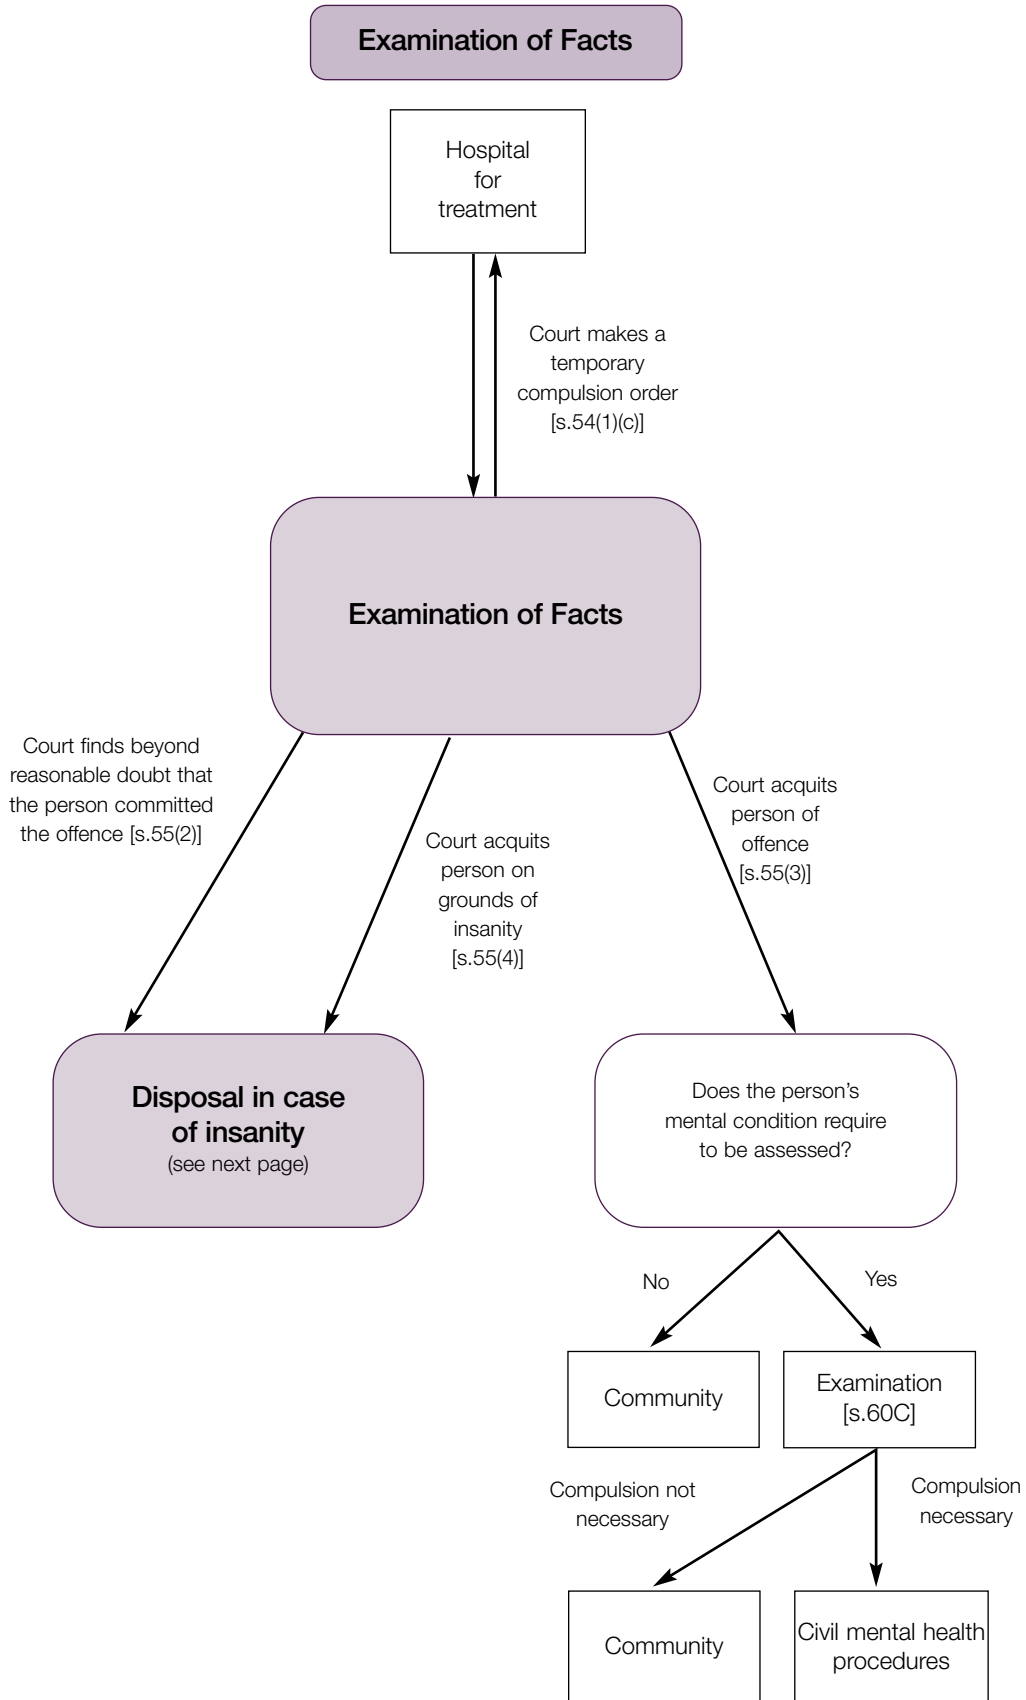 Examination of Facts
Hospital
for
treatment
Court makes a
temporary
compulsion order
[s.54(1)(c)]
Examination of Facts
Court finds beyond
reasonable doubt that
the person committed
the offence [s.55(2)]
Court acquits
person on
grounds of
insanity
[s.55(4)]
Court acquits
person of
offence
[s.55(3)]
Disposal in case
of insanity
(see next page)
Does the person’s
mental condition require
to be assessed?
No
Yes
Community
Examination
[s.60C]
Compulsion not
necessary
Compulsion
necessary
Community
Civil mental health
procedures